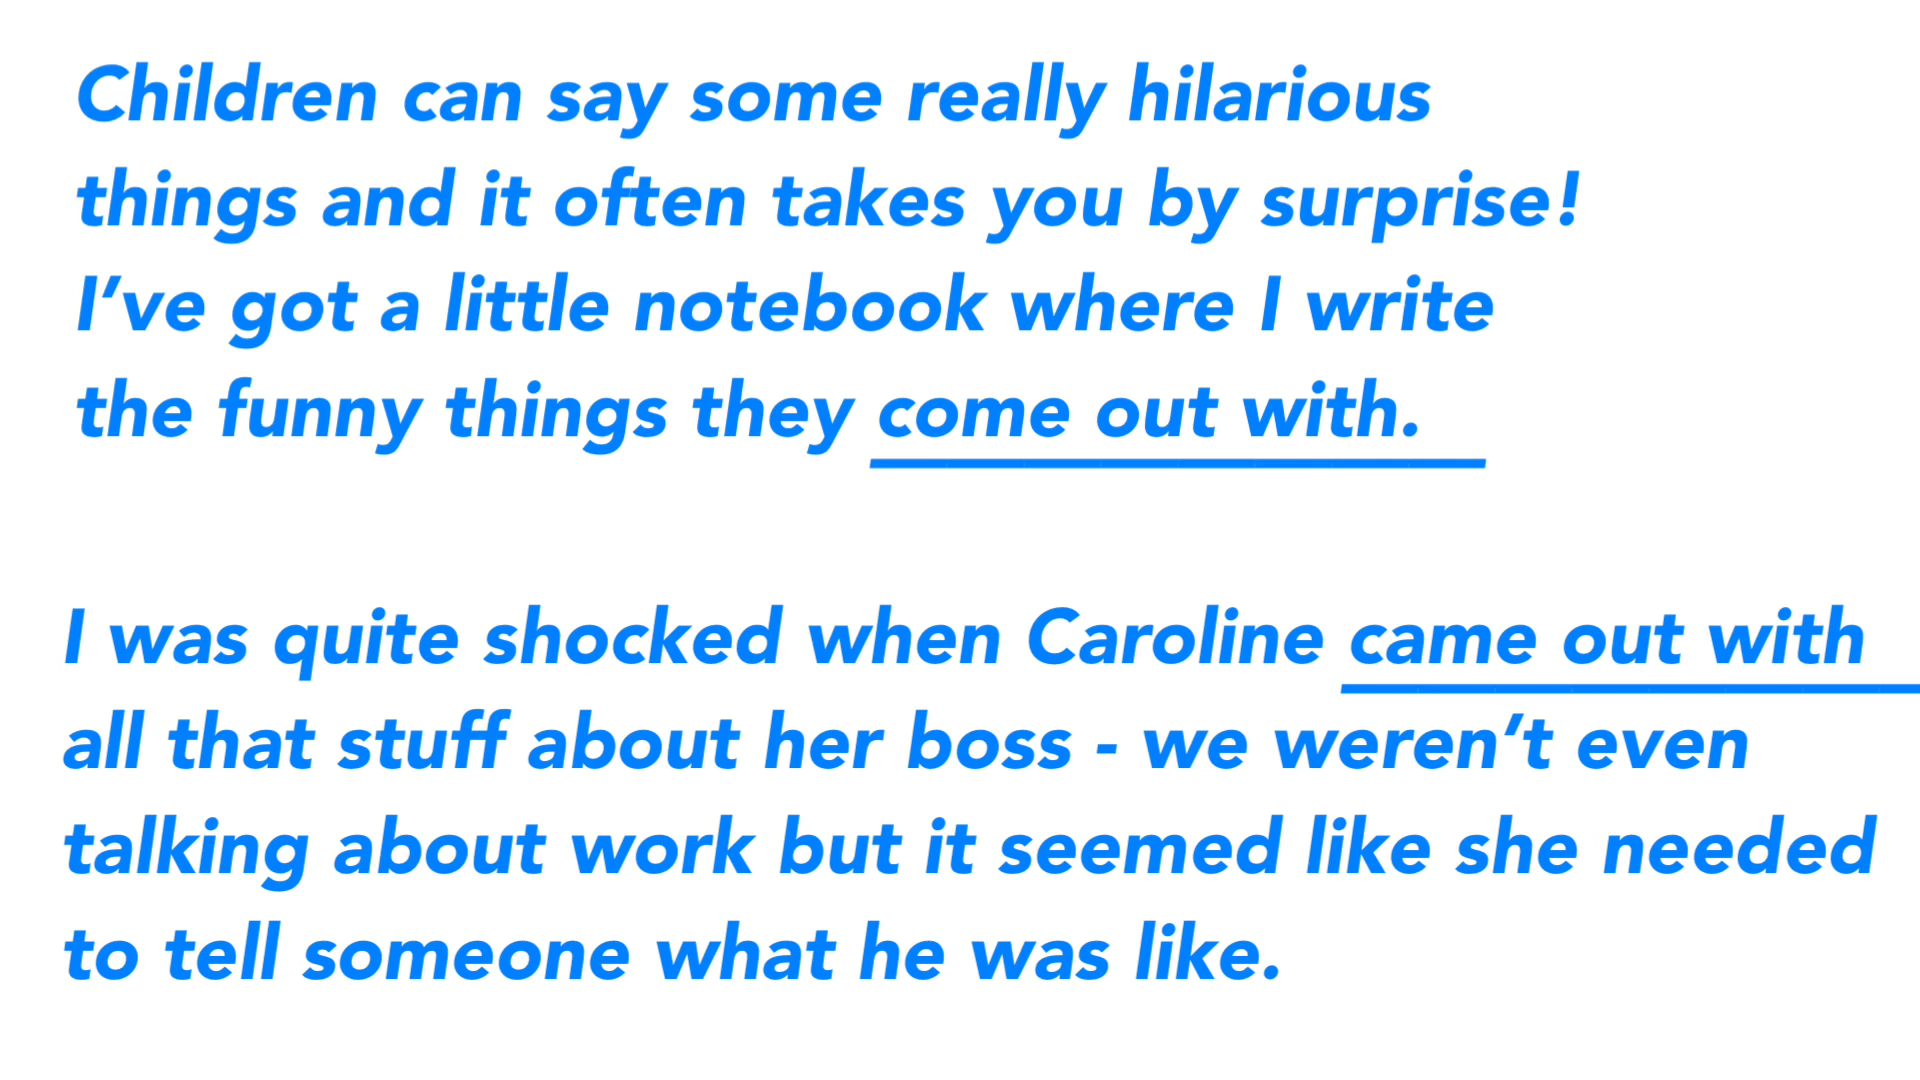 Children can say some really hilarious
things and it often takes you by surprise!
I’ve got a little notebook where I write
the funny things they come out with.
I was quite shocked when Caroline came out with
all that stuff about her boss - we weren’t even
talking about work but it seemed like she needed
to tell someone what he was like.